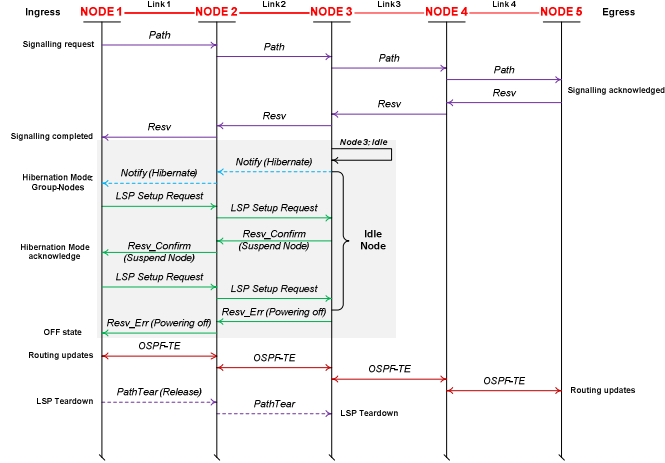 Ingress
NODE 1
Link 1
NODE 2
Link 2
NODE 3
Link 3
NODE 4
Link 4
NODE 5
Egress
Signalling request
Path
Path
Path
Path
Signalling acknowledged
Resv
Resv
Resv
Resv
Signalling completed
Node 3; Idle
Notify (Hibernate)
Notify (Hibernate)
Hibernation Mode;
Group-Nodes
LSP Setup Request
LSP Setup Request
Idle
Node
Resv_Confirm
(Suspend Node)
Resv_Confirm
(Suspend Node)
Hibernation Mode
acknowledge
LSP Setup Request
LSP Setup Request
Resv_Err (Powering off)
Resv_Err (Powering off)
OFF state
Routing updates
OSPF-TE
OSPF-TE
OSPF-TE
OSPF-TE
Routing updates
LSP Teardown
PathTear (Release)
PathTear
LSP Teardown